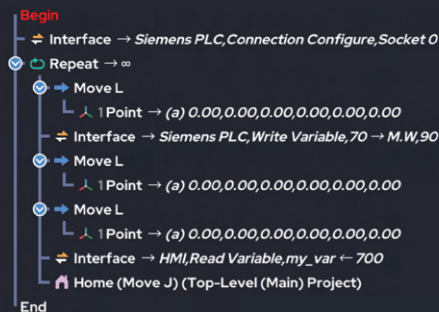 Begin
Interface → Siemens PLC,Connection Configure,Socket 0
Repeat → ∞
Move L
1 Point → (a) 0.00,0.00,0.00,0.00,0.00,0.00
Interface → Siemens PLC,Write Variable,70 → M.W,90
Move L
1 Point → (a) 0.00,0.00,0.00,0.00,0.00,0.00
Move L
1 Point → (a) 0.00,0.00,0.00,0.00,0.00,0.00
Interface → HMI,Read Variable,my_var ← 700
Home (Move J) (Top-Level (Main) Project)
End